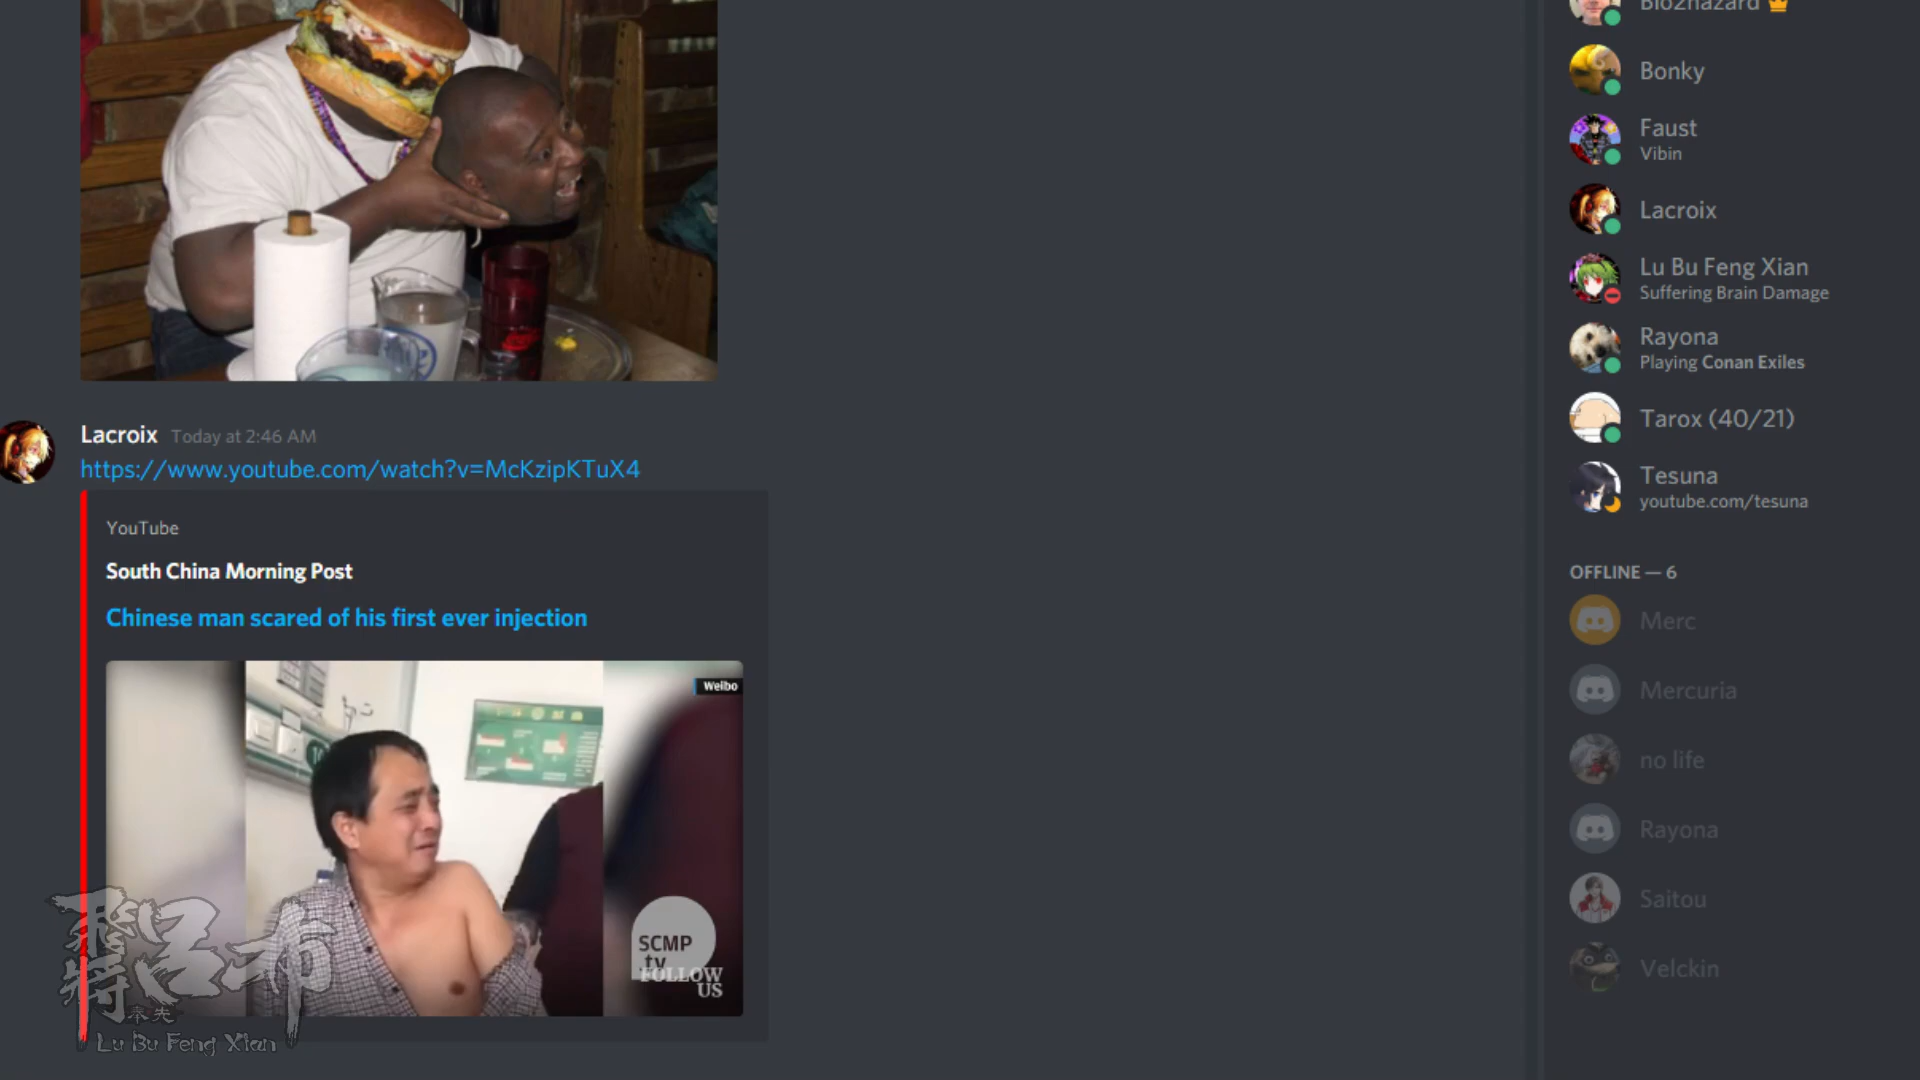 Bio2hazard
Bonky
Faust
Vibin
Lacroix
Lu Bu Feng Xian
Suffering Brain Damage
Rayona
Playing Conan Exiles
Tarox (40/21)
Tesuna
youtube.com/tesuna
OFFLINE — 6
Merc
Mercuria
no life
Rayona
Saitou
Velckin
Lacroix Today at 2:46 AM
https://www.youtube.com/watch?v=McKzipKTuX4
YouTube
South China Morning Post
Chinese man scared of his first ever injection
Weibo
SCMP
tv
FOLLOW
US
飛将 呂布
奉先
Lu Bu Feng Xian